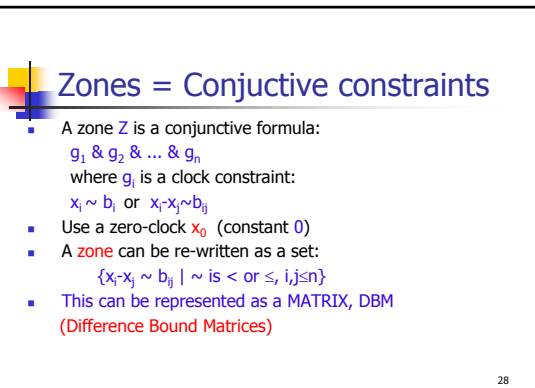 Zones = Conjuctive constraints
▪ A zone Z is a conjunctive formula:
g₁ & g₂ & ... & gₙ
where gᵢ is a clock constraint:
xᵢ ~ bᵢ or xᵢ-xⱼ~bᵢⱼ
▪ Use a zero-clock x₀ (constant 0)
▪ A zone can be re-written as a set:
{xᵢ-xⱼ ~ bᵢⱼ | ~ is < or ≤, i,j≤n}
▪ This can be represented as a MATRIX, DBM
(Difference Bound Matrices)
28